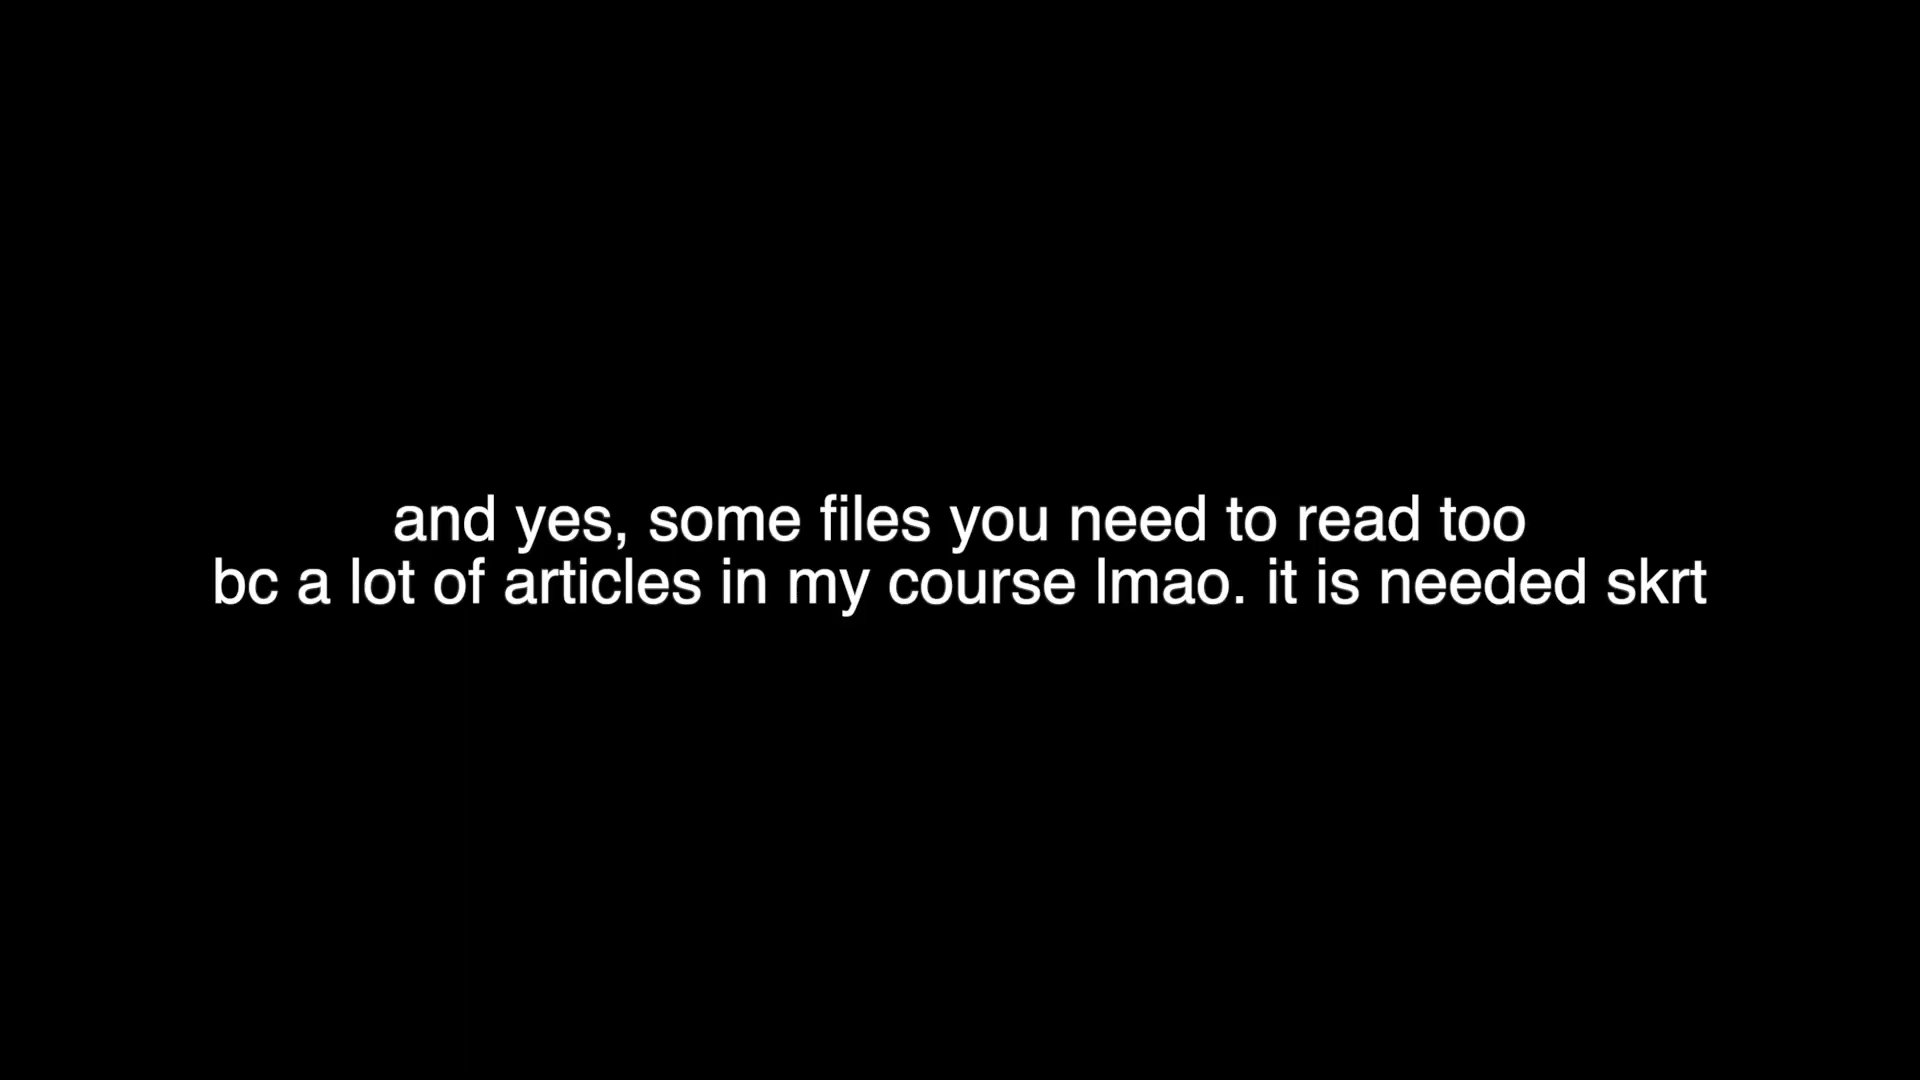 and yes, some files you need to read too
bc a lot of articles in my course lmao. it is needed skrt